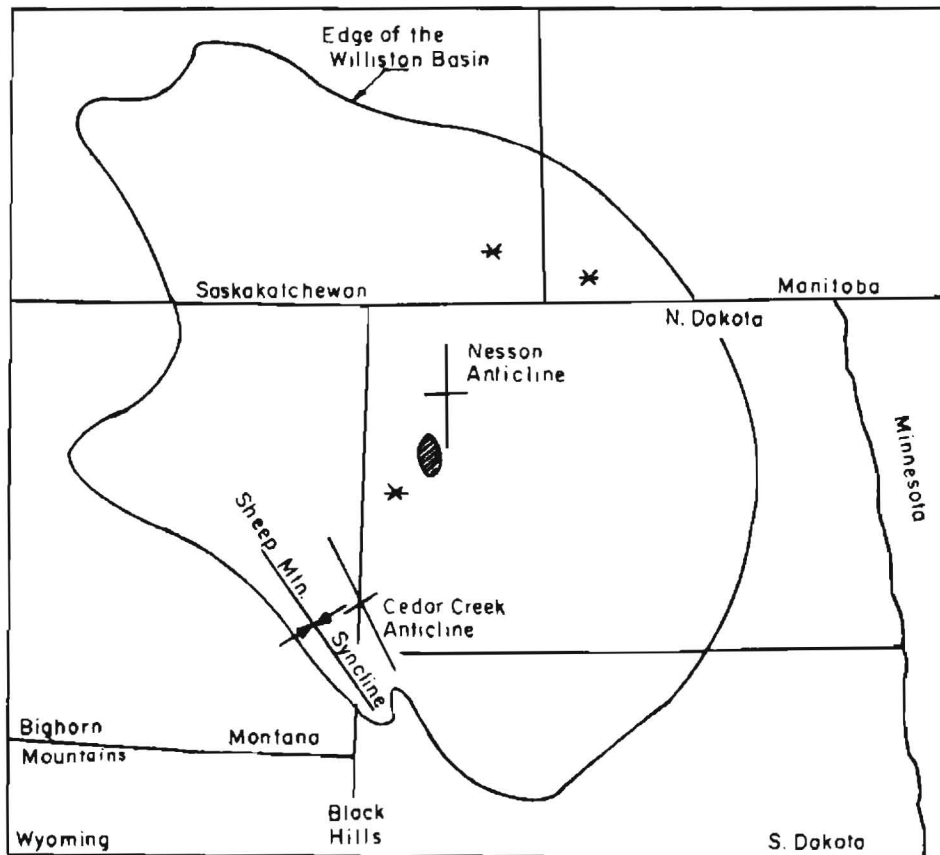 Edge of the
Williston Basin
Saskakatchewan
Manitoba
N. Dakota
Nesson
Anticline
Minnesota
Sheep Mtn.
Syncline
Cedar Creek
Anticline
Bighorn
Mountains
Montana
Black
Hills
Wyoming
S. Dakota